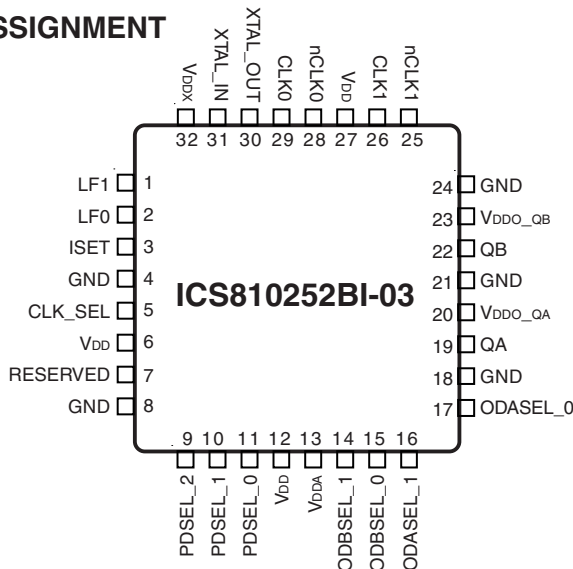 SSIGNMENT
VDDX
XTAL_IN
XTAL_OUT
CLK0
nCLK0
VDD
CLK1
nCLK1
32 31 30 29 28 27 26 25
LF1 1
LF0 2
ISET 3
GND 4
CLK_SEL 5
VDD 6
RESERVED 7
GND 8
ICS810252BI-03
24 GND
23 VDDO_QB
22 QB
21 GND
20 VDDO_QA
19 QA
18 GND
17 ODASEL_0
9 10 11 12 13 14 15 16
PDSEL_2
PDSEL_1
PDSEL_0
VDD
VDDA
ODBSEL_1
ODBSEL_0
ODASEL_1